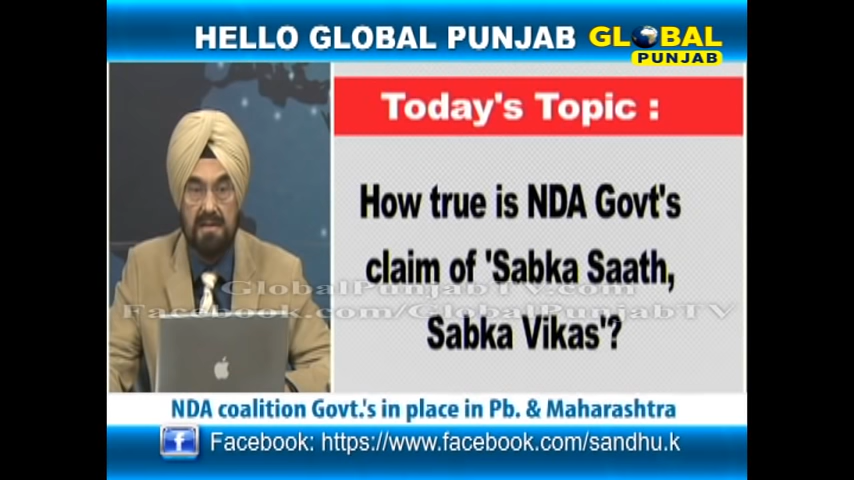 HELLO GLOBAL PUNJAB
GLOBAL
PUNJAB
Today's Topic :
How true is NDA Govt's
claim of 'Sabka Saath,
Sabka Vikas'?
GlobalPunjabTV.com
Facebook.com/GlobalPunjabTV
NDA coalition Govt.'s in place in Pb. & Maharashtra
f Facebook: https://www.facebook.com/sandhu.k